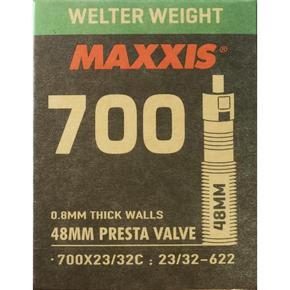 WELTER WEIGHT
MAXXIS®
700
48MM
0.8MM THICK WALLS
48MM PRESTA VALVE
·700X23/32C : 23/32-622